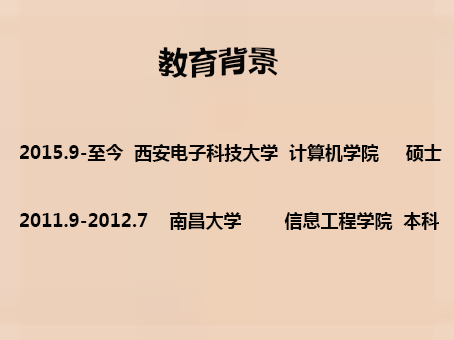 教育背景
2015.9-至今 西安电子科技大学 计算机学院 硕士
2011.9-2012.7 南昌大学 信息工程学院 本科